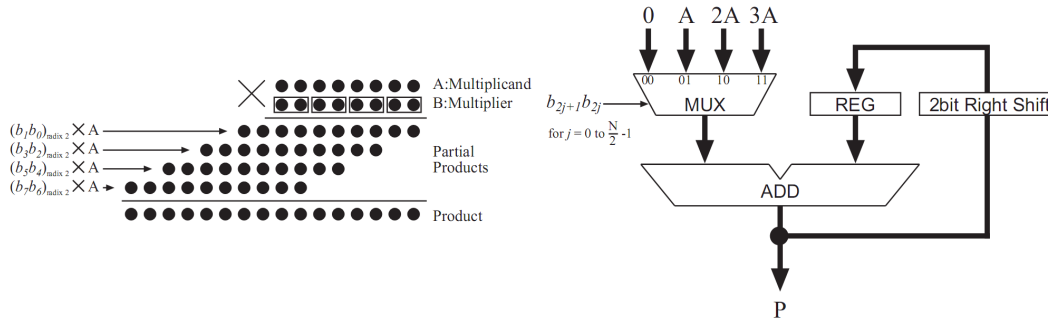 A:Multiplicand
B:Multiplier
(b₁b₀)radix 2 × A
(b₃b₂)radix 2 × A
(b₅b₄)radix 2 × A
(b₇b₆)radix 2 × A
Partial
Products
Product
0 A 2A 3A
00 01 10 11
MUX
b₂ⱼ₊₁b₂ⱼ
for j = 0 to N/2 -1
REG
2bit Right Shift
ADD
P